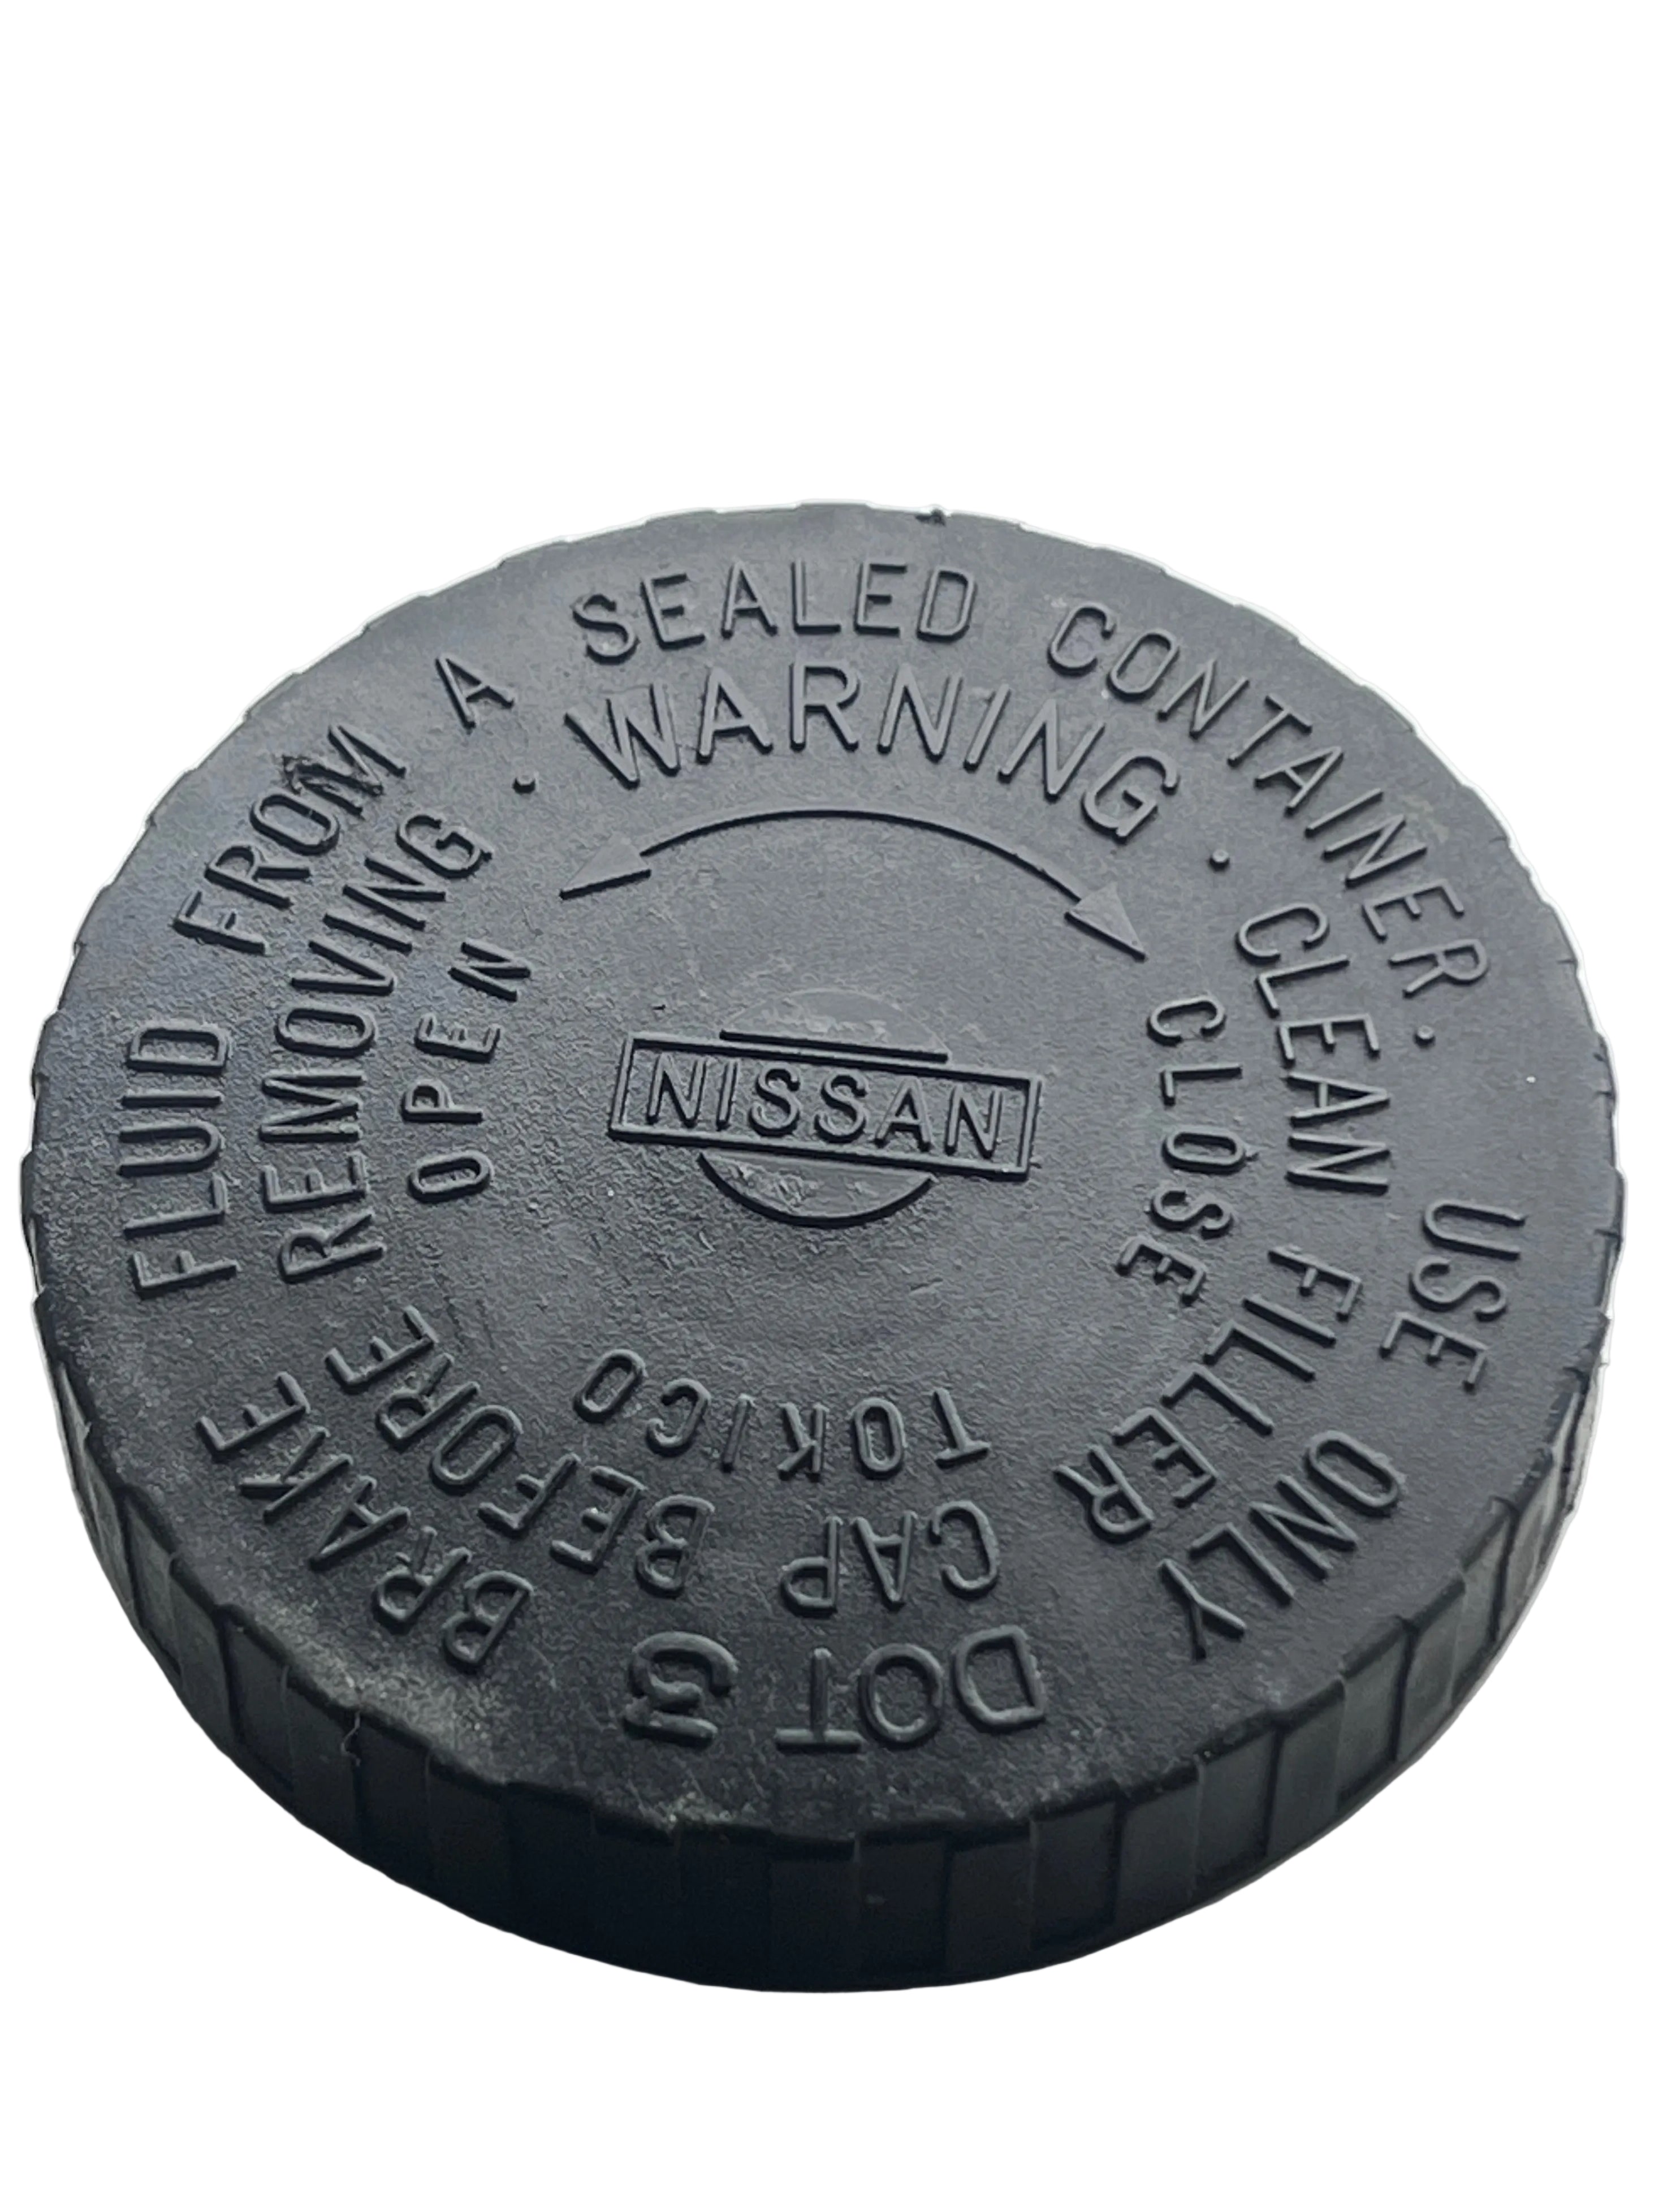 USE ONLY DOT 3 BRAKE FLUID FROM A SEALED CONTAINER.
· WARNING · CLEAN FILLER CAP BEFORE REMOVING
OPEN
CLOSE
NISSAN
TOKICO